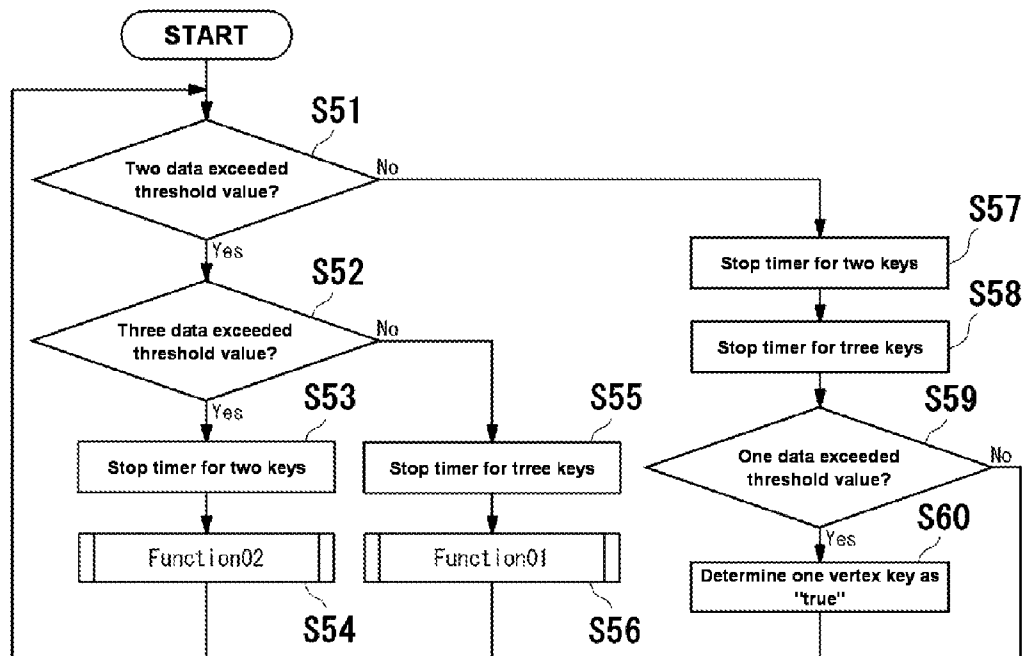 START
S51
Two data exceeded
threshold value?
No
Yes
S52
Three data exceeded
threshold value?
No
Yes
S53
Stop timer for two keys
Function02
S54
S55
Stop timer for trree keys
Function01
S56
S57
Stop timer for two keys
S58
Stop timer for trree keys
S59
One data exceeded
threshold value?
No
Yes
S60
Determine one vertex key as
"true"